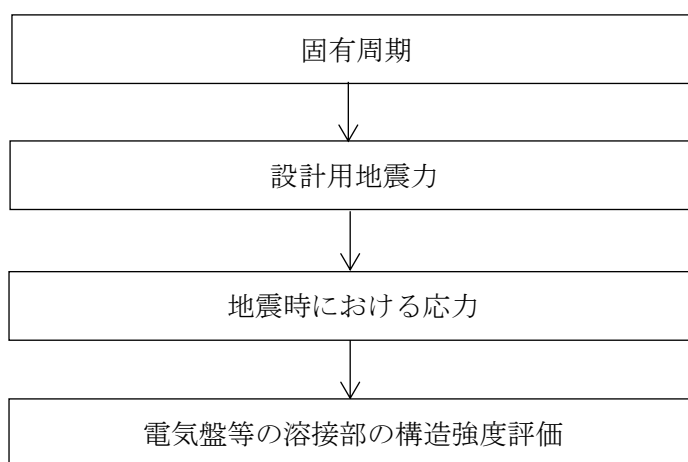 固有周期
設計用地震力
地震時における応力
電気盤等の溶接部の構造強度評価